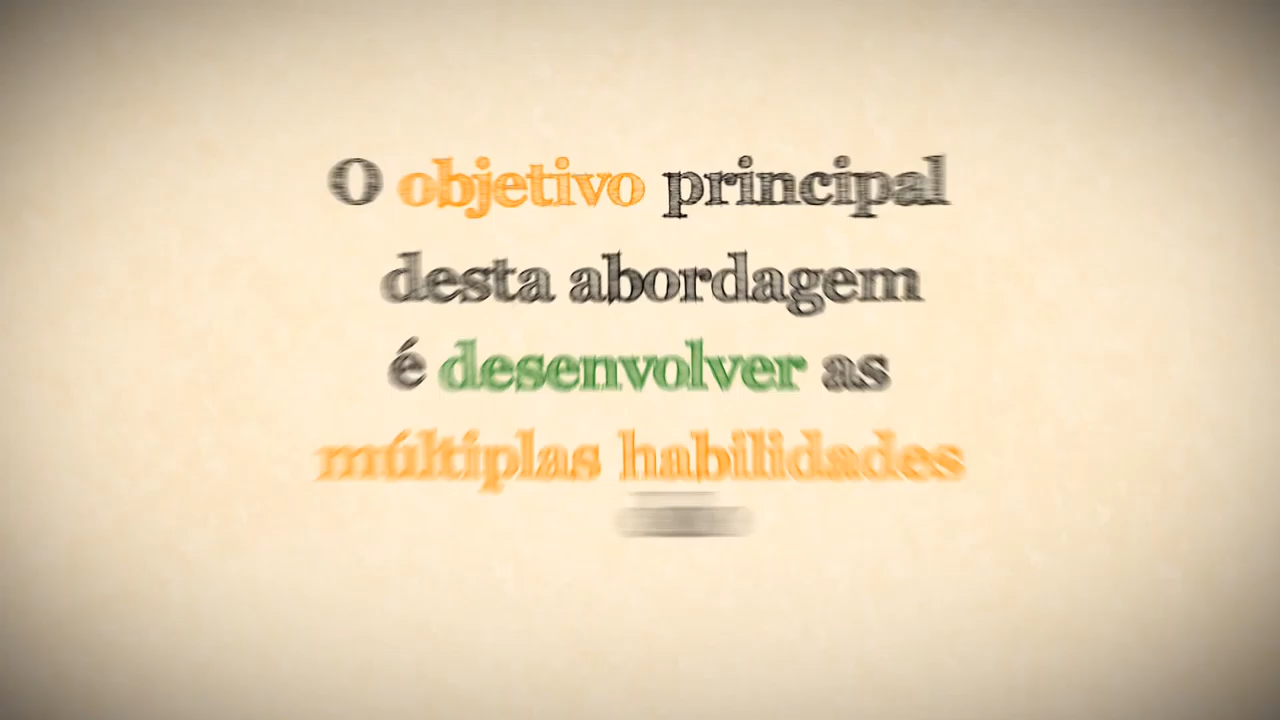 O objetivo principal
desta abordagem
é desenvolver as
múltiplas habilidades